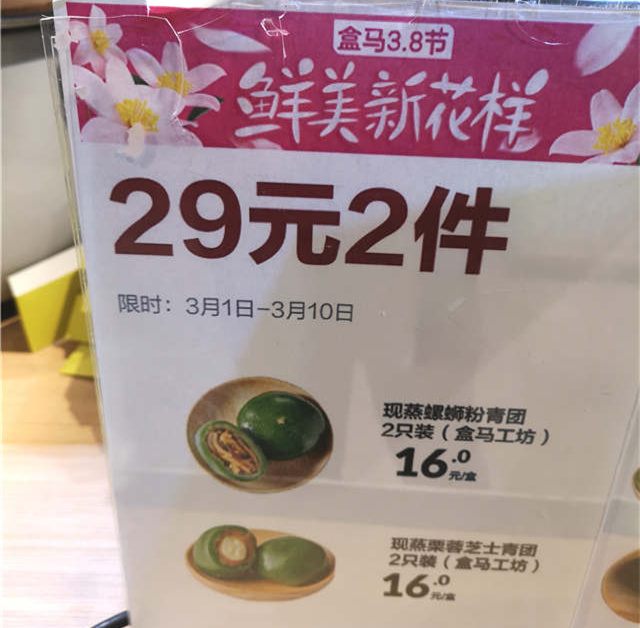 盒马3.8节
鲜美新花样
29元2件
限时：3月1日-3月10日
现蒸螺蛳粉青团
2只装（盒马工坊）
16.0元/盒
现蒸栗蓉芝士青团
2只装（盒马工坊）
16.0元/盒